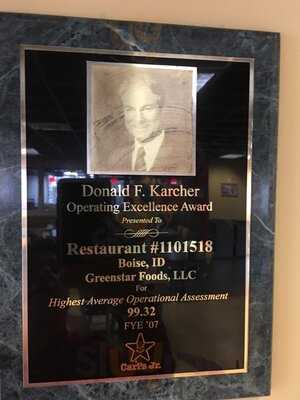 Donald F. Karcher
Operating Excellence Award
Presented To
Restaurant #1101518
Boise, ID
Greenstar Foods, LLC
For
Highest Average Operational Assessment
99.32
FYE '07
Carl's Jr.